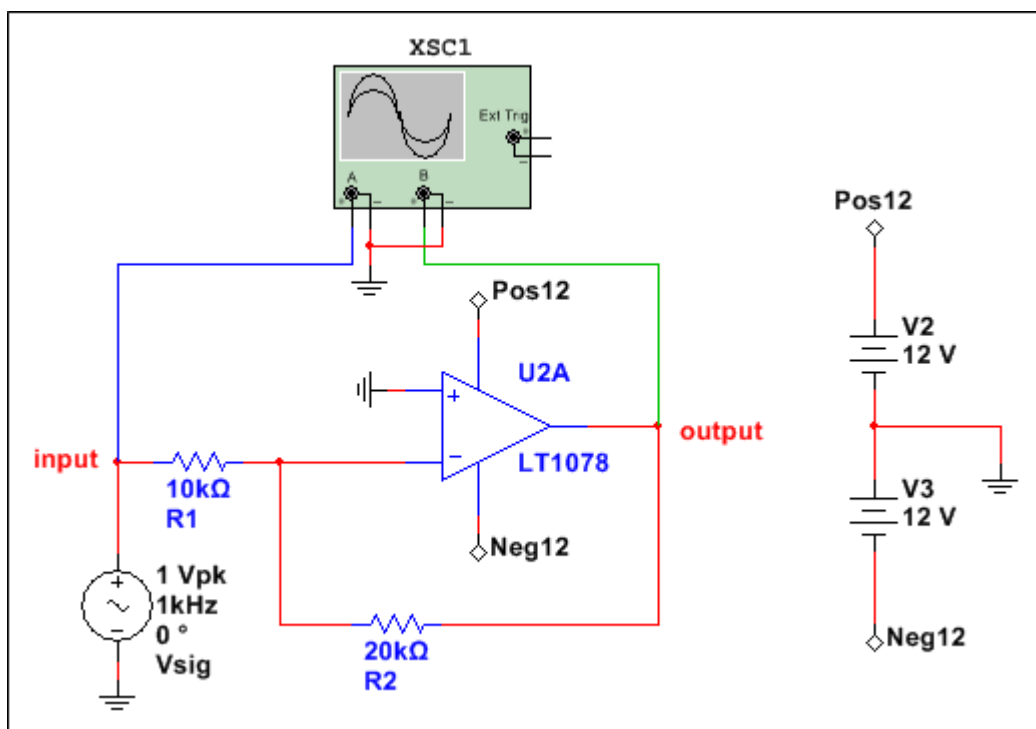 XSC1
Ext Trig
+
−
A
B
+
−
+
−
Pos12
Pos12
V2
12 V
U2A
+
−
LT1078
output
input
10kΩ
R1
Neg12
V3
12 V
+
−
1 Vpk
1kHz
0 °
Vsig
20kΩ
R2
Neg12